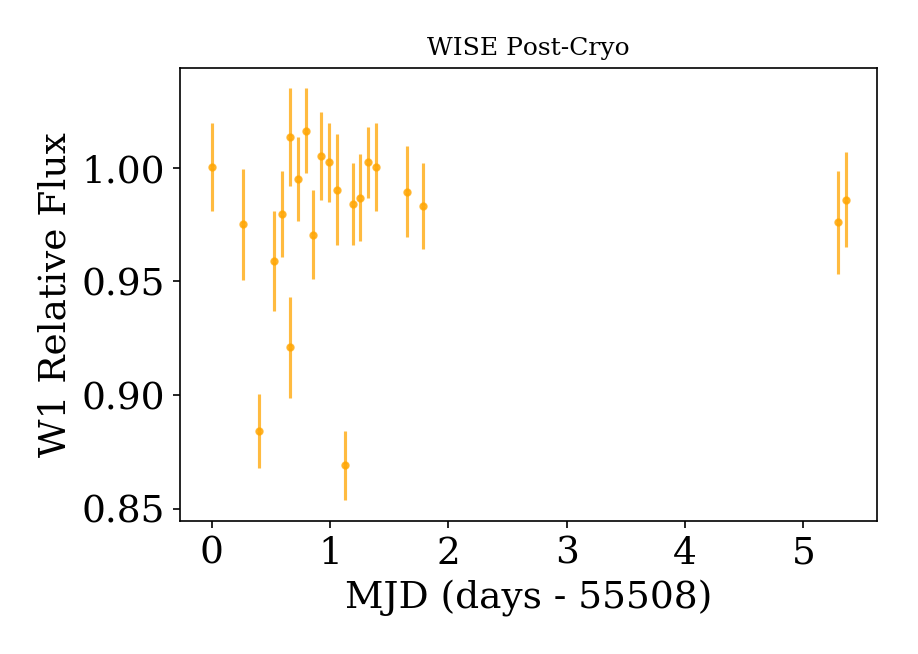 WISE Post-Cryo
W1 Relative Flux
1.00
0.95
0.90
0.85
0 1 2 3 4 5
MJD (days - 55508)